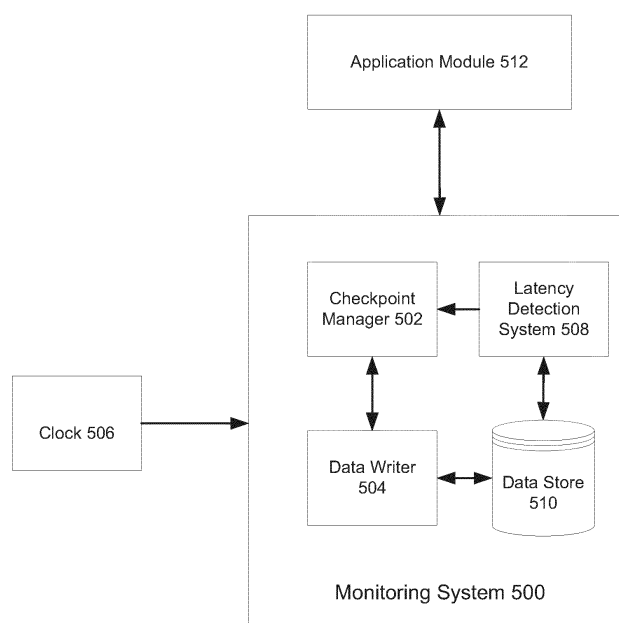 Application Module 512
Checkpoint
Manager 502
Latency
Detection
System 508
Clock 506
Data Writer
504
Data Store
510
Monitoring System 500